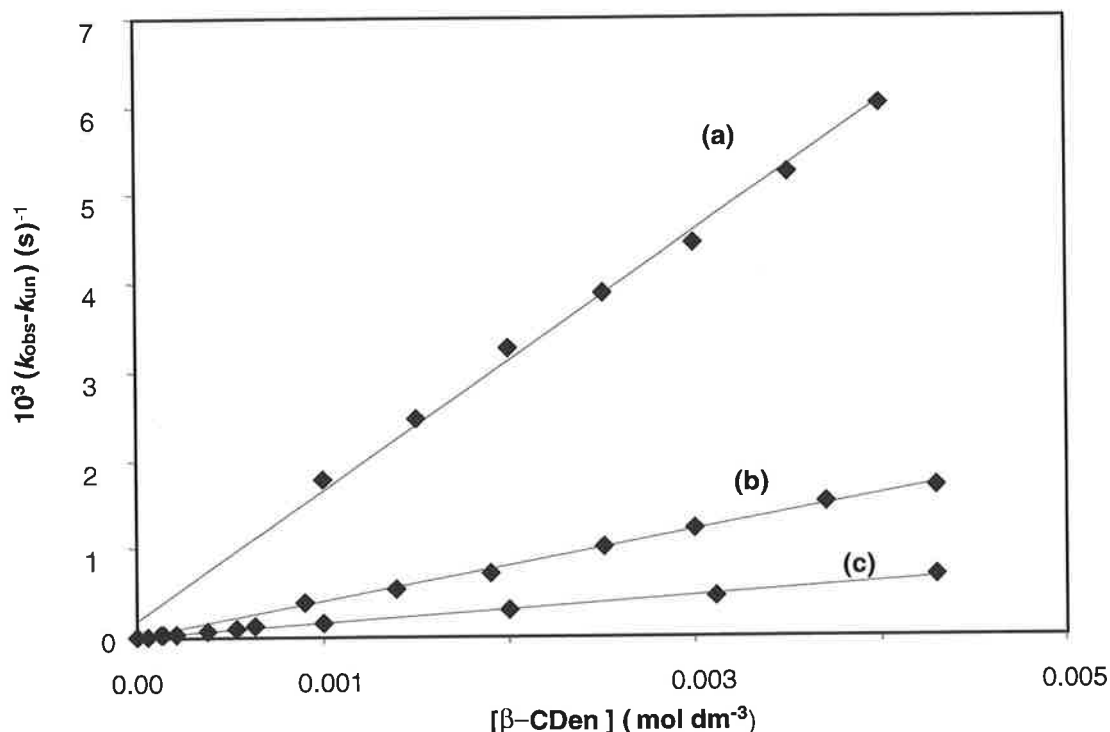 7
6
5
4
3
2
1
0
10³ (kobs-kun) (s)⁻¹
(a)
(b)
(c)
0.00 0.001 0.003 0.005
[β–CDen ] ( mol dm⁻³)